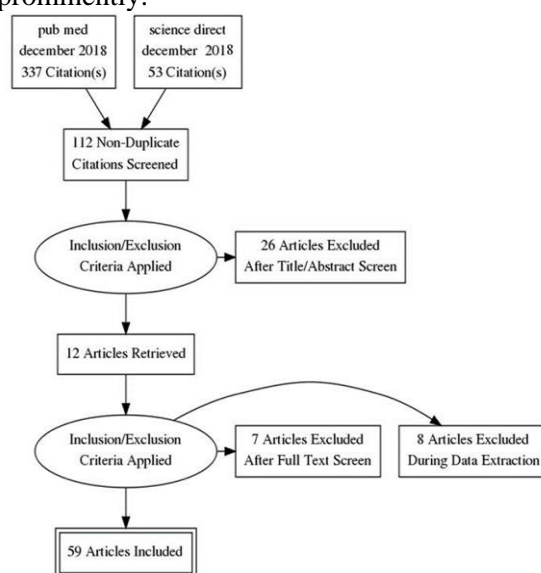 prominently.
pub med
december 2018
337 Citation(s)
science direct
december 2018
53 Citation(s)
112 Non-Duplicate
Citations Screened
Inclusion/Exclusion
Criteria Applied
26 Articles Excluded
After Title/Abstract Screen
12 Articles Retrieved
Inclusion/Exclusion
Criteria Applied
7 Articles Excluded
After Full Text Screen
8 Articles Excluded
During Data Extraction
59 Articles Included